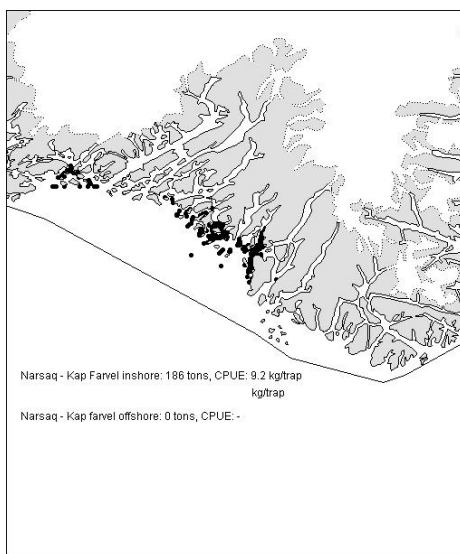 Narsaq - Kap Farvel inshore: 186 tons, CPUE: 9.2 kg/trap
kg/trap
Narsaq - Kap farvel offshore: 0 tons, CPUE: -